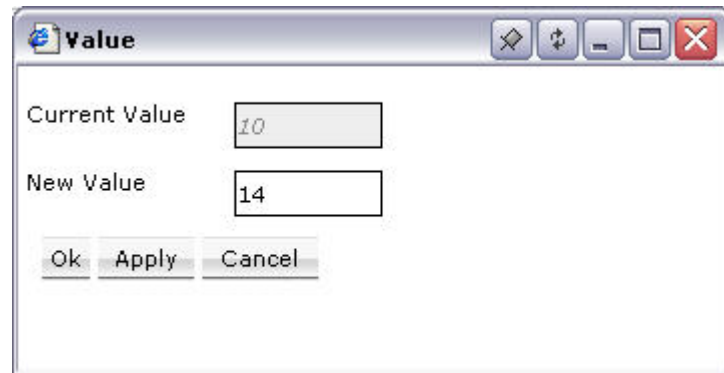 Value
Current Value
10
New Value
14
Ok Apply Cancel